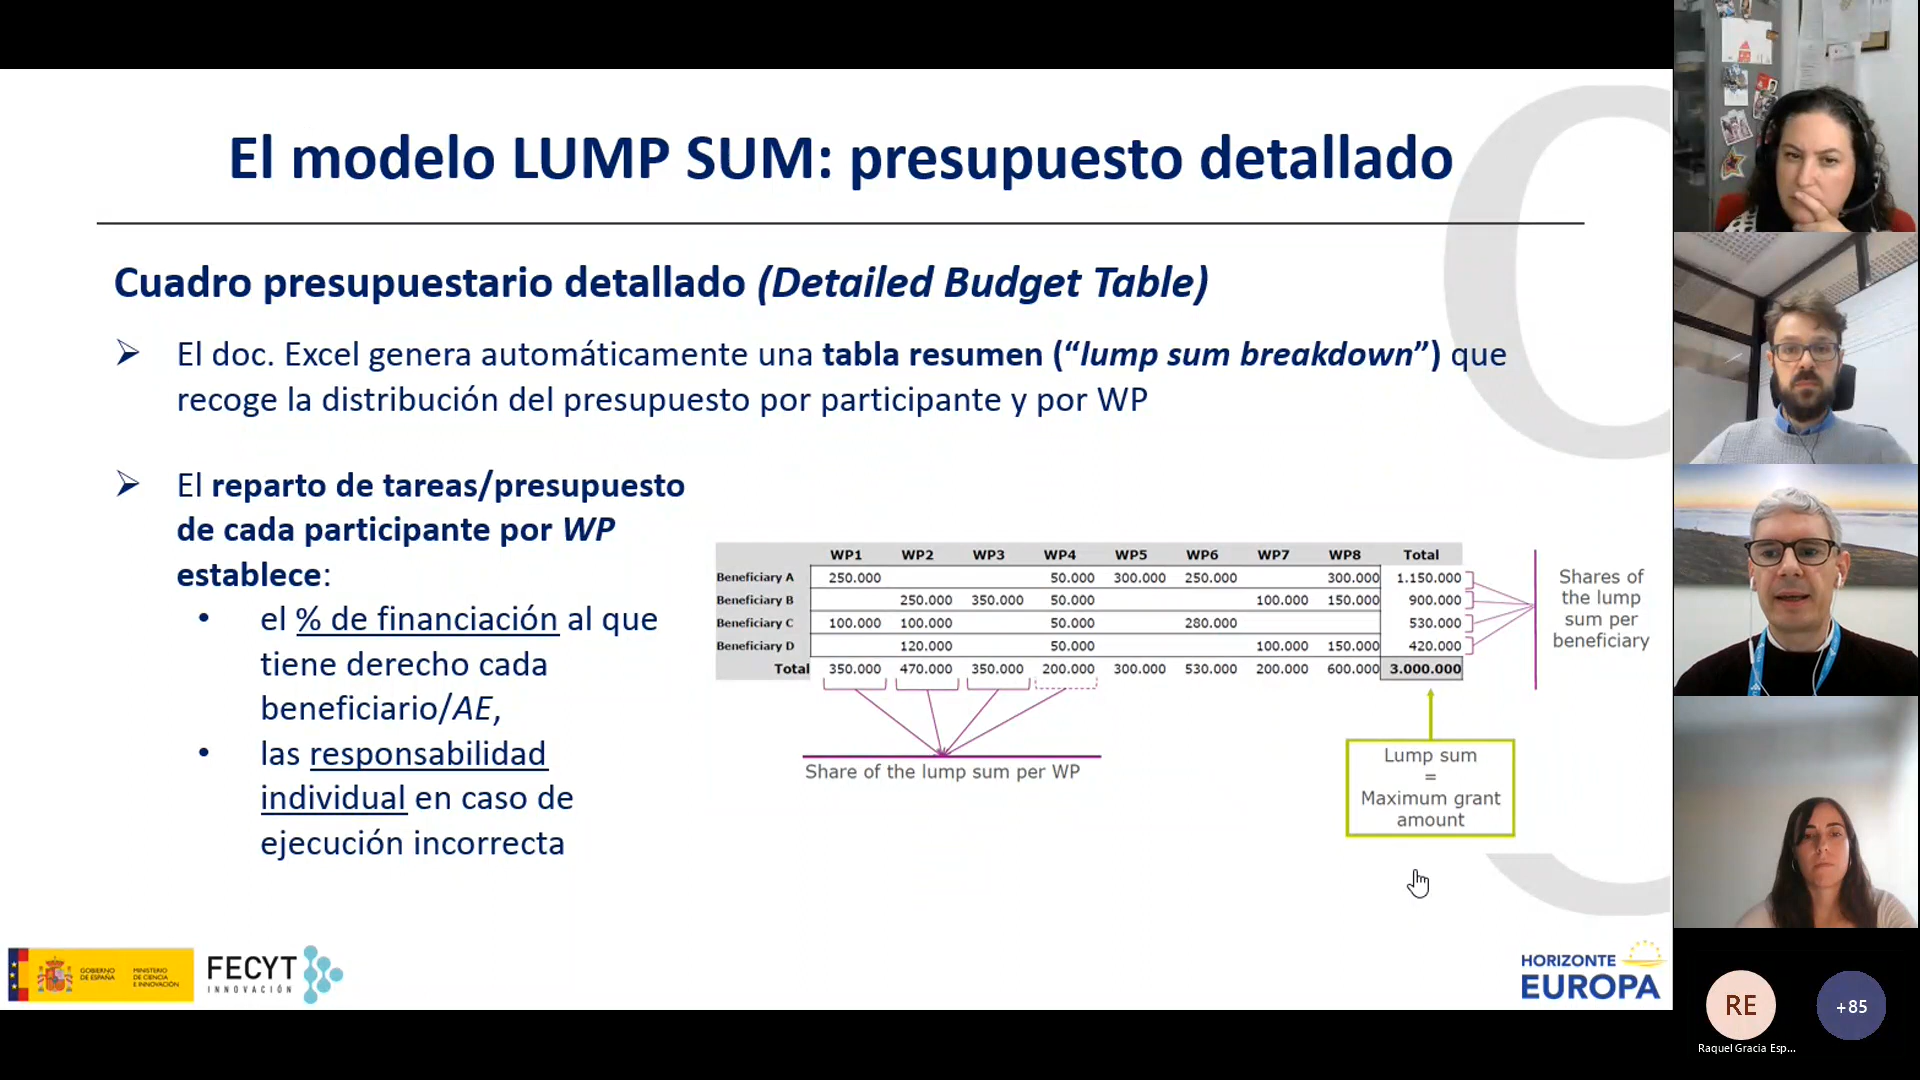 El modelo LUMP SUM: presupuesto detallado
Cuadro presupuestario detallado (Detailed Budget Table)
El doc. Excel genera automáticamente una tabla resumen (“lump sum breakdown”) que
recoge la distribución del presupuesto por participante y por WP
El reparto de tareas/presupuesto
de cada participante por WP
establece:
• el % de financiación al que
tiene derecho cada
beneficiario/AE,
• las responsabilidad
individual en caso de
ejecución incorrecta
WP1 WP2 WP3 WP4 WP5 WP6 WP7 WP8 Total
Beneficiary A 250.000 50.000 300.000 250.000 300.000 1.150.000
Beneficiary B 250.000 350.000 50.000 100.000 150.000 900.000
Beneficiary C 100.000 100.000 50.000 280.000 530.000
Beneficiary D 120.000 50.000 100.000 150.000 420.000
Total 350.000 470.000 350.000 200.000 300.000 530.000 200.000 600.000 3.000.000
Shares of
the lump
sum per
beneficiary
Share of the lump sum per WP
Lump sum
=
Maximum grant
amount
GOBIERNO
DE ESPAÑA
MINISTERIO
DE CIENCIA
E INNOVACIÓN
FECYT
INNOVACIÓN
HORIZONTE
EUROPA
RE
+85
Raquel Gracia Esp...